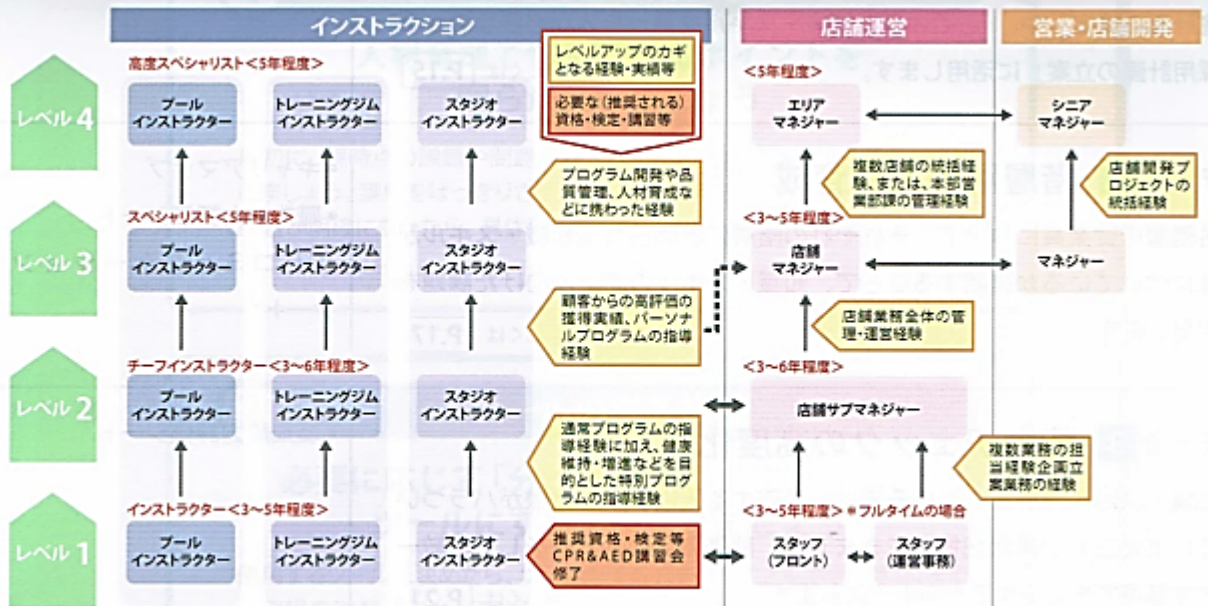 インストラクション
店舗運営
営業・店舗開発
レベル4
高度スペシャリスト<5年程度>
プール
インストラクター
トレーニングジム
インストラクター
スタジオ
インストラクター
レベルアップのカギ
となる経験・実績等
必要な(推奨される)
資格・検定・講習等
<5年程度>
エリア
マネジャー
シニア
マネジャー
プログラム開発や品
質管理、人材育成な
どに携わった経験
複数店舗の統括経
験、または、本部営
業部課の管理経験
店舗開発プ
ロジェクトの
統括経験
レベル3
スペシャリスト<5年程度>
プール
インストラクター
トレーニングジム
インストラクター
スタジオ
インストラクター
<3〜5年程度>
店舗
マネジャー
マネジャー
顧客からの高評価の
獲得実績、パーソナ
ルプログラムの指導
経験
店舗業務全体の管
理・運営経験
レベル2
チーフインストラクター<3〜6年程度>
プール
インストラクター
トレーニングジム
インストラクター
スタジオ
インストラクター
<3〜6年程度>
店舗サブマネジャー
通常プログラムの指
導経験に加え、健康
維持・増進などを目
的とした特別プログ
ラムの指導経験
複数業務の担
当経験企画立
案業務の経験
レベル1
インストラクター<3〜5年程度>
プール
インストラクター
トレーニングジム
インストラクター
スタジオ
インストラクター
推奨資格・検定等
CPR&AED講習会
修了
<3〜5年程度>※フルタイムの場合
スタッフ
(フロント)
スタッフ
(運営事務)